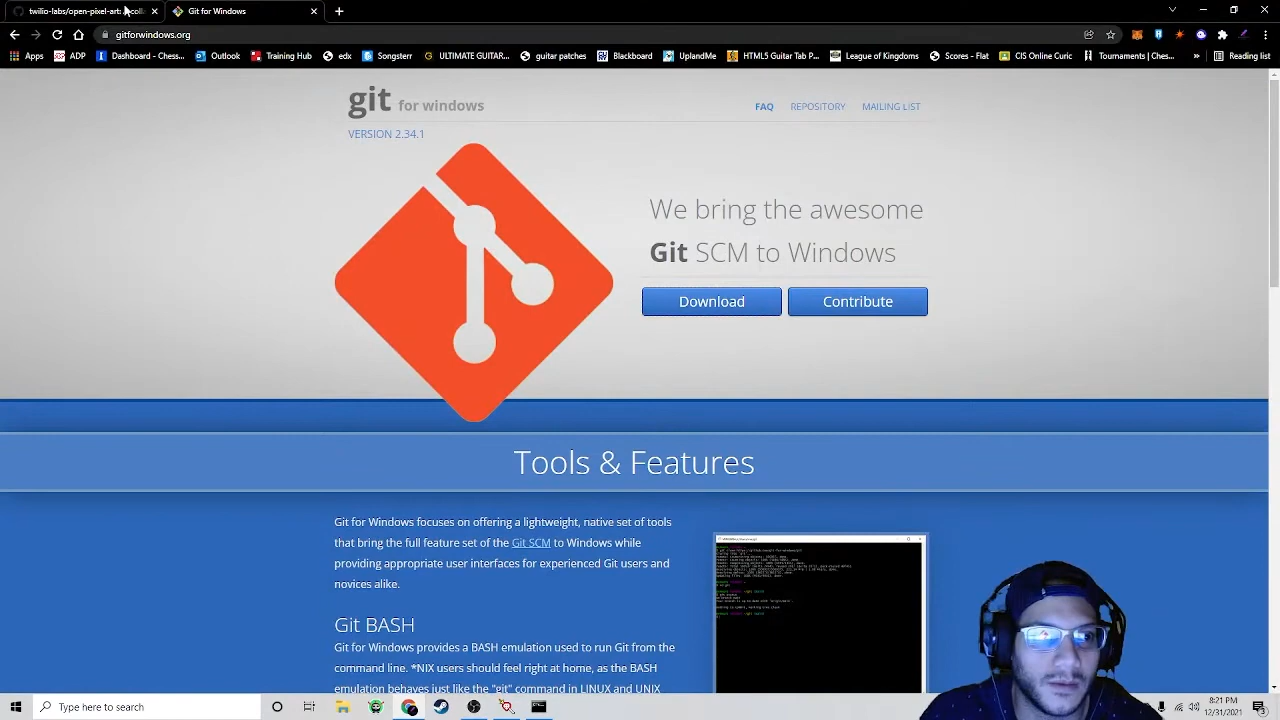 twilio-labs/open-pixel-art: colle
Git for Windows
gitforwindows.org
Apps
APP
Dashboard - Chess...
Outlook
Training Hub
edx
Songsterr
ULTIMATE GUITAR...
guitar patches
Blackboard
UplandMe
HTML5 Guitar Tab P...
League of Kingdoms
Scores - Flat
CIS Online Curic
Tournaments | Ches...
»
Reading list
git for windows
FAQ
REPOSITORY
MAILING LIST
VERSION 2.34.1
We bring the awesome
Git SCM to Windows
Download
Contribute
Tools & Features
Git for Windows focuses on offering a lightweight, native set of tools
that bring the full feature set of the Git SCM to Windows while
providing appropriate user interfaces for experienced Git users and
novices alike.
Git BASH
Git for Windows provides a BASH emulation used to run Git from the
command line. *NIX users should feel right at home, as the BASH
emulation behaves just like the "git" command in LINUX and UNIX
Type here to search
12/21/2021